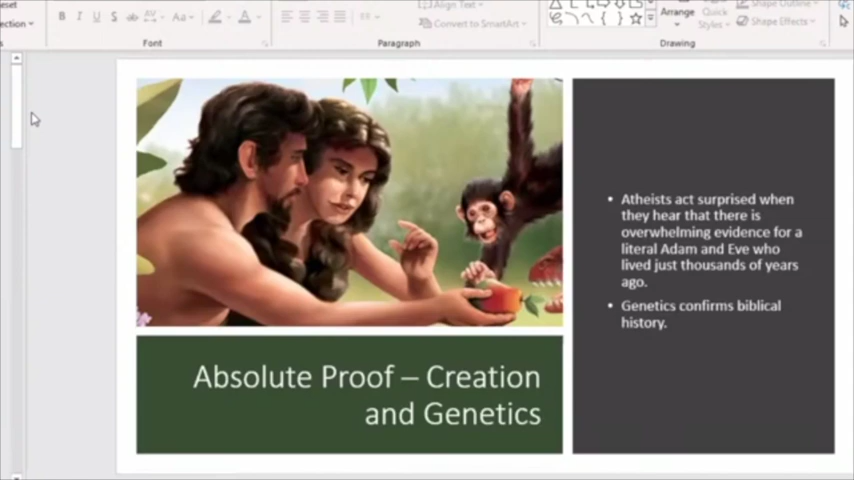 Align Text
Convert to SmartArt
Arrange
Quick
Styles
Shape Outline
Shape Effects
Font
Paragraph
Drawing
Absolute Proof – Creation
and Genetics
• Atheists act surprised when
they hear that there is
overwhelming evidence for a
literal Adam and Eve who
lived just thousands of years
ago.
• Genetics confirms biblical
history.